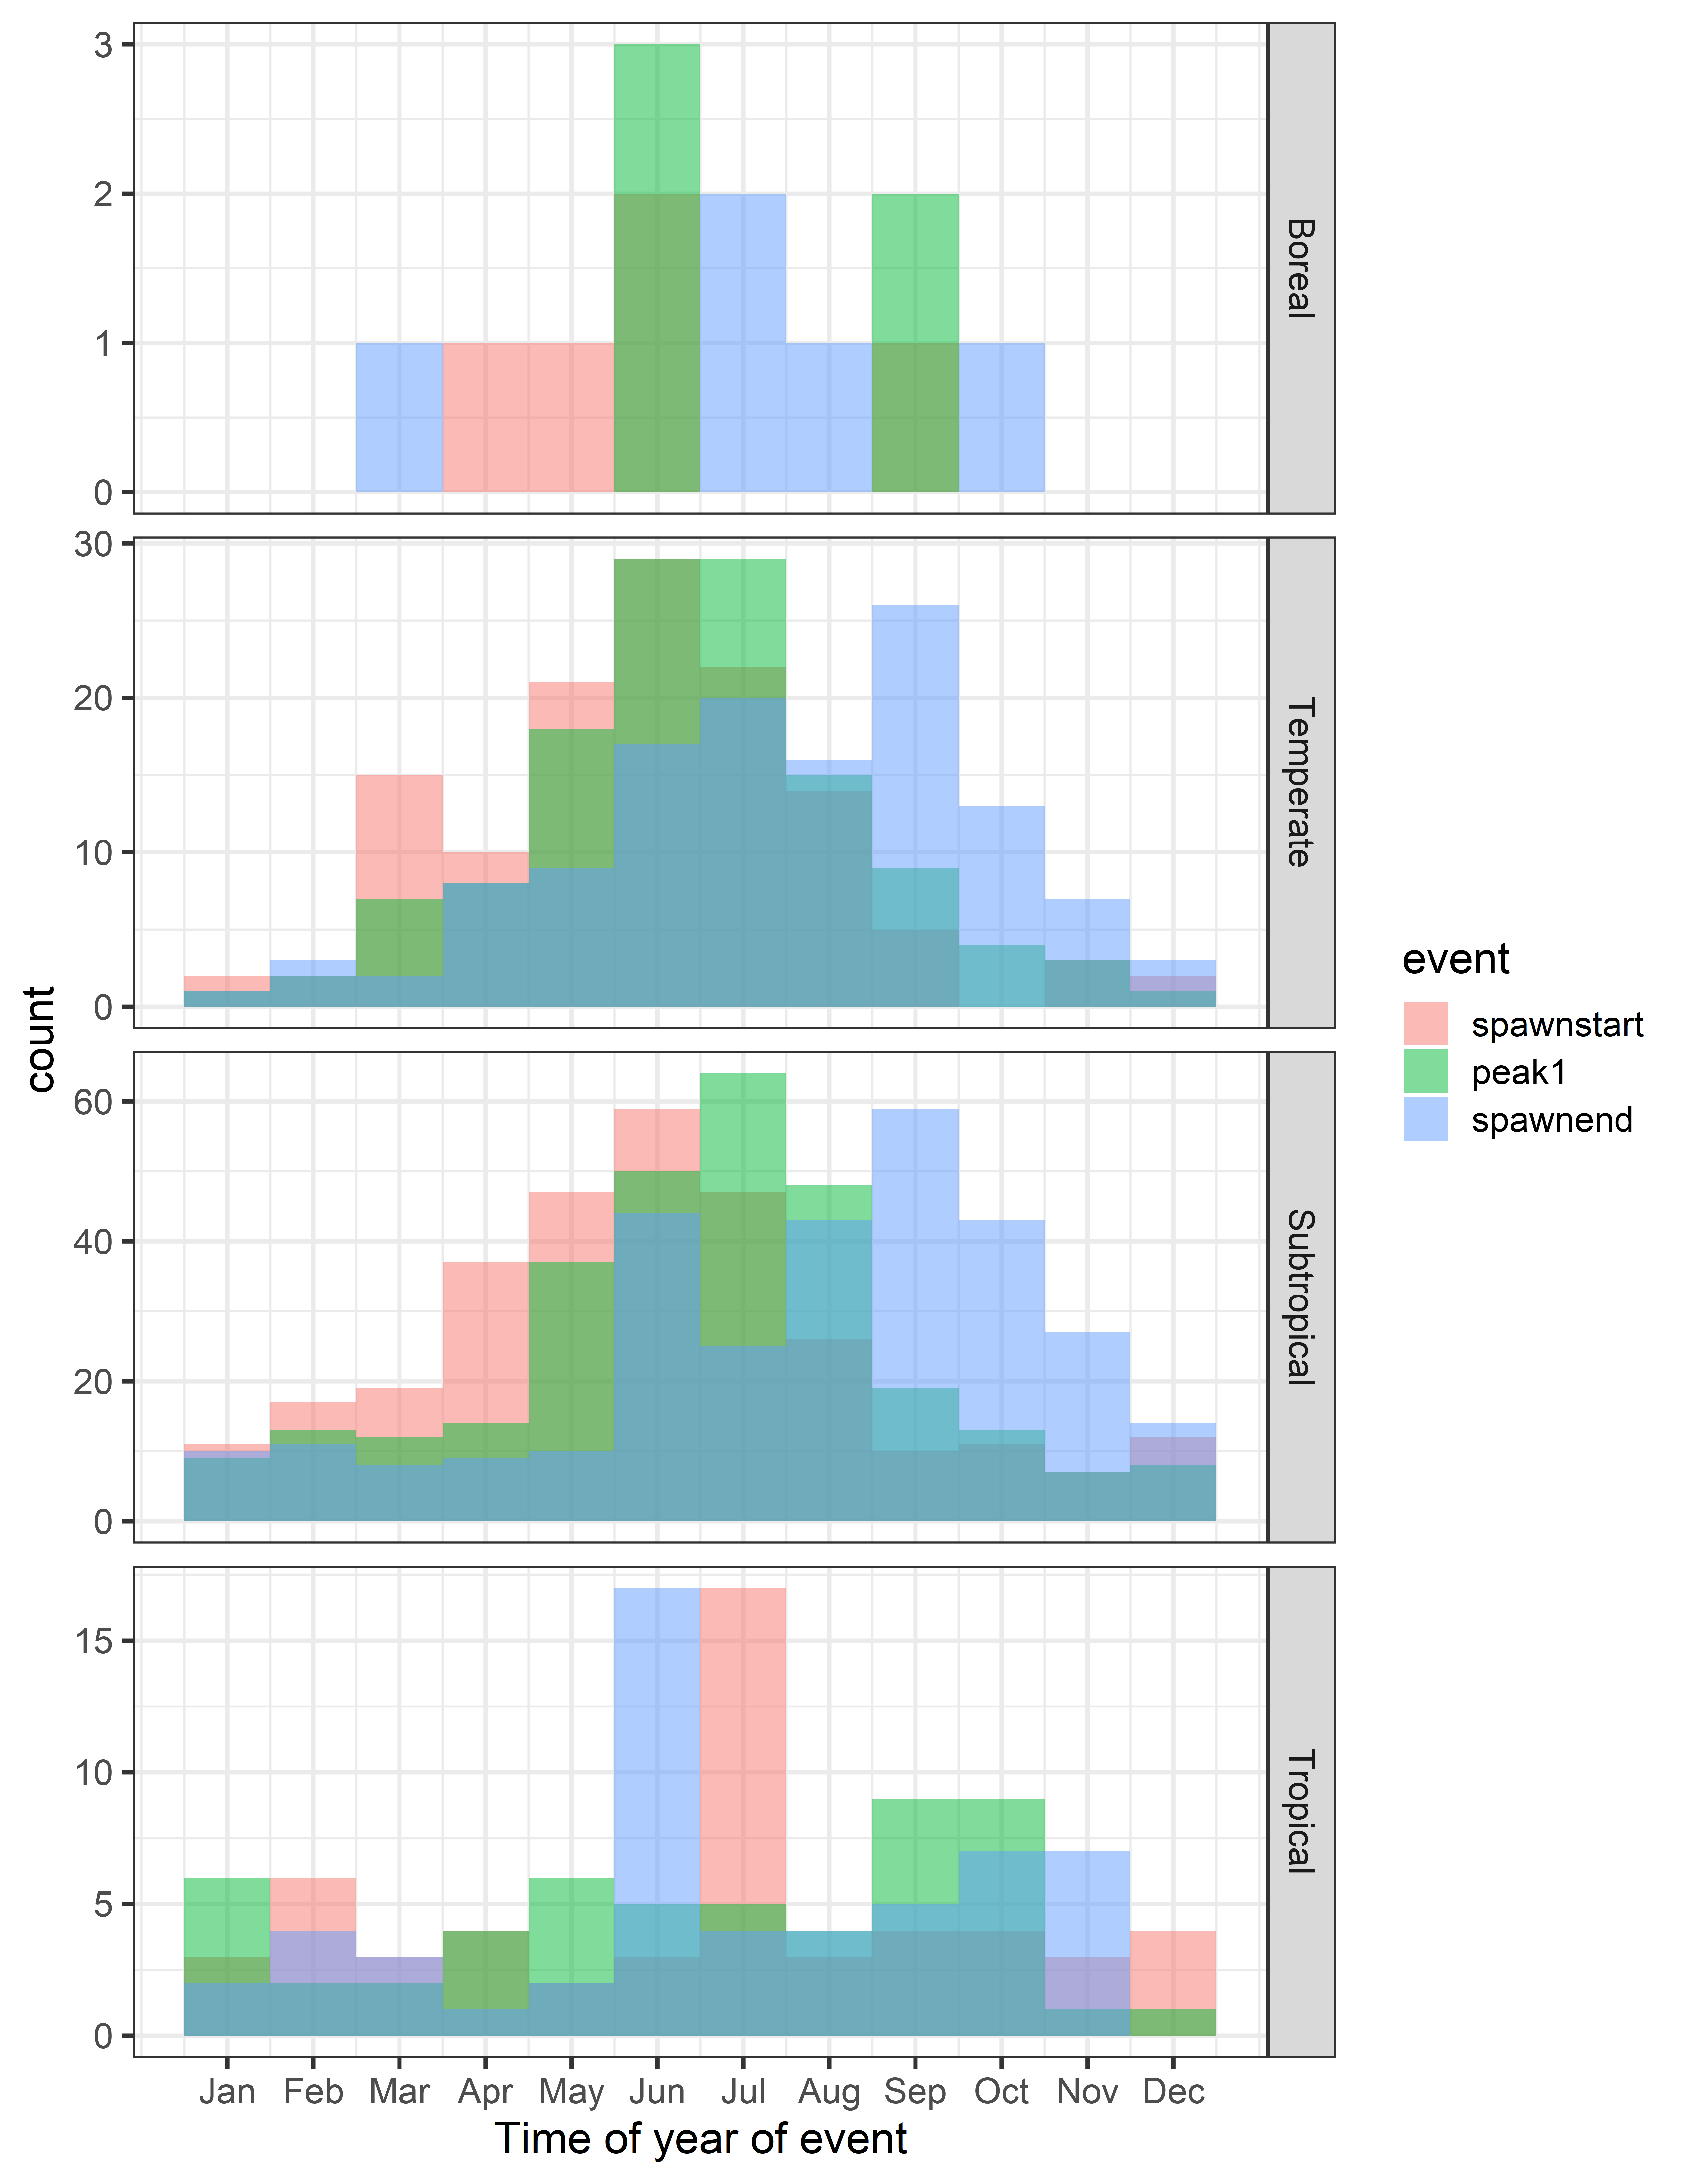 3
2
1
0
Boreal
30
20
10
0
Temperate
60
40
20
0
Subtropical
15
10
5
0
Tropical
count
Jan Feb Mar Apr May Jun Jul Aug Sep Oct Nov Dec
Time of year of event
event
spawnstart
peak1
spawnend